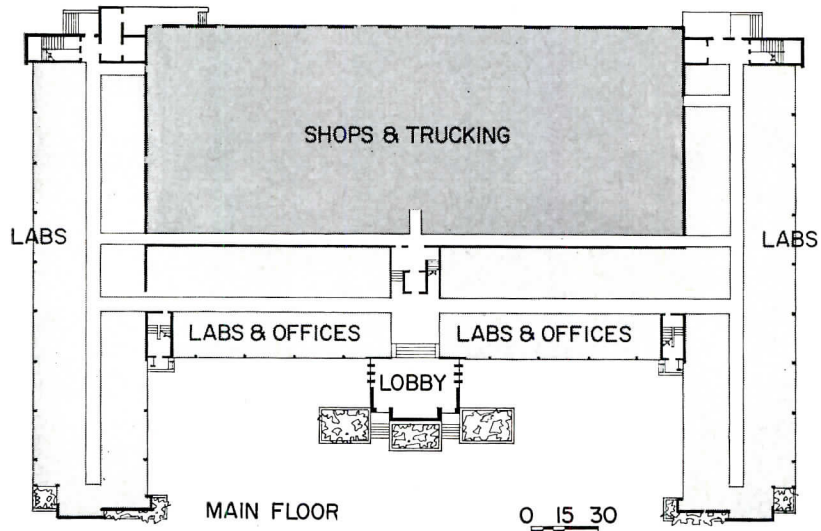 SHOPS & TRUCKING
LABS
LABS
LABS & OFFICES
LABS & OFFICES
LOBBY
MAIN FLOOR
0 15 30